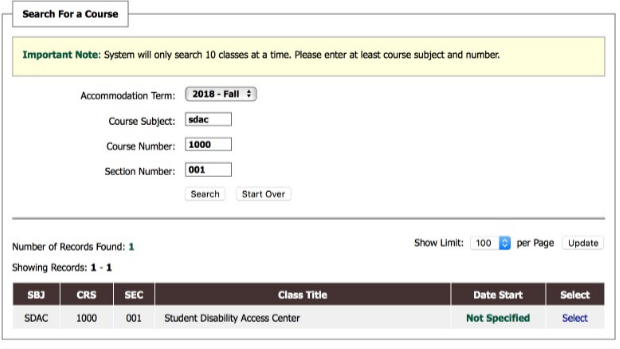 Search For a Course
Important Note: System will only search 10 classes at a time. Please enter at least course subject and number.
Accommodation Term: 2018 - Fall
Course Subject: sdac
Course Number: 1000
Section Number: 001
Search Start Over
Number of Records Found: 1 Show Limit: 100 per Page Update
Showing Records: 1 - 1
SBJ CRS SEC Class Title Date Start Select
SDAC 1000 001 Student Disability Access Center Not Specified Select